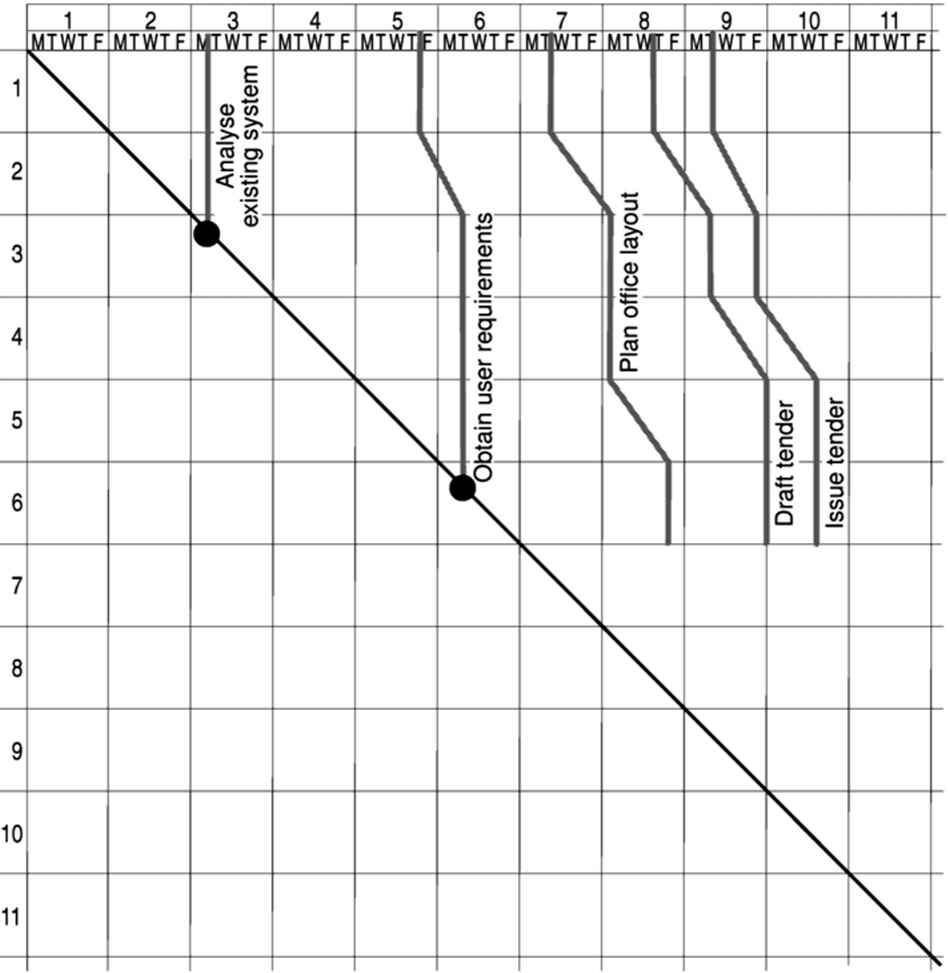 1 2 3 4 5 6 7 8 9 10 11
MTWTF MTWTF MTWTF MTWTF MTWTF MTWTF MTWTF MTWTF MTWTF MTWTF MTWTF
1
2
3
4
5
6
7
8
9
10
11
Analyse
existing system
Obtain user requirements
Plan office layout
Draft tender
Issue tender